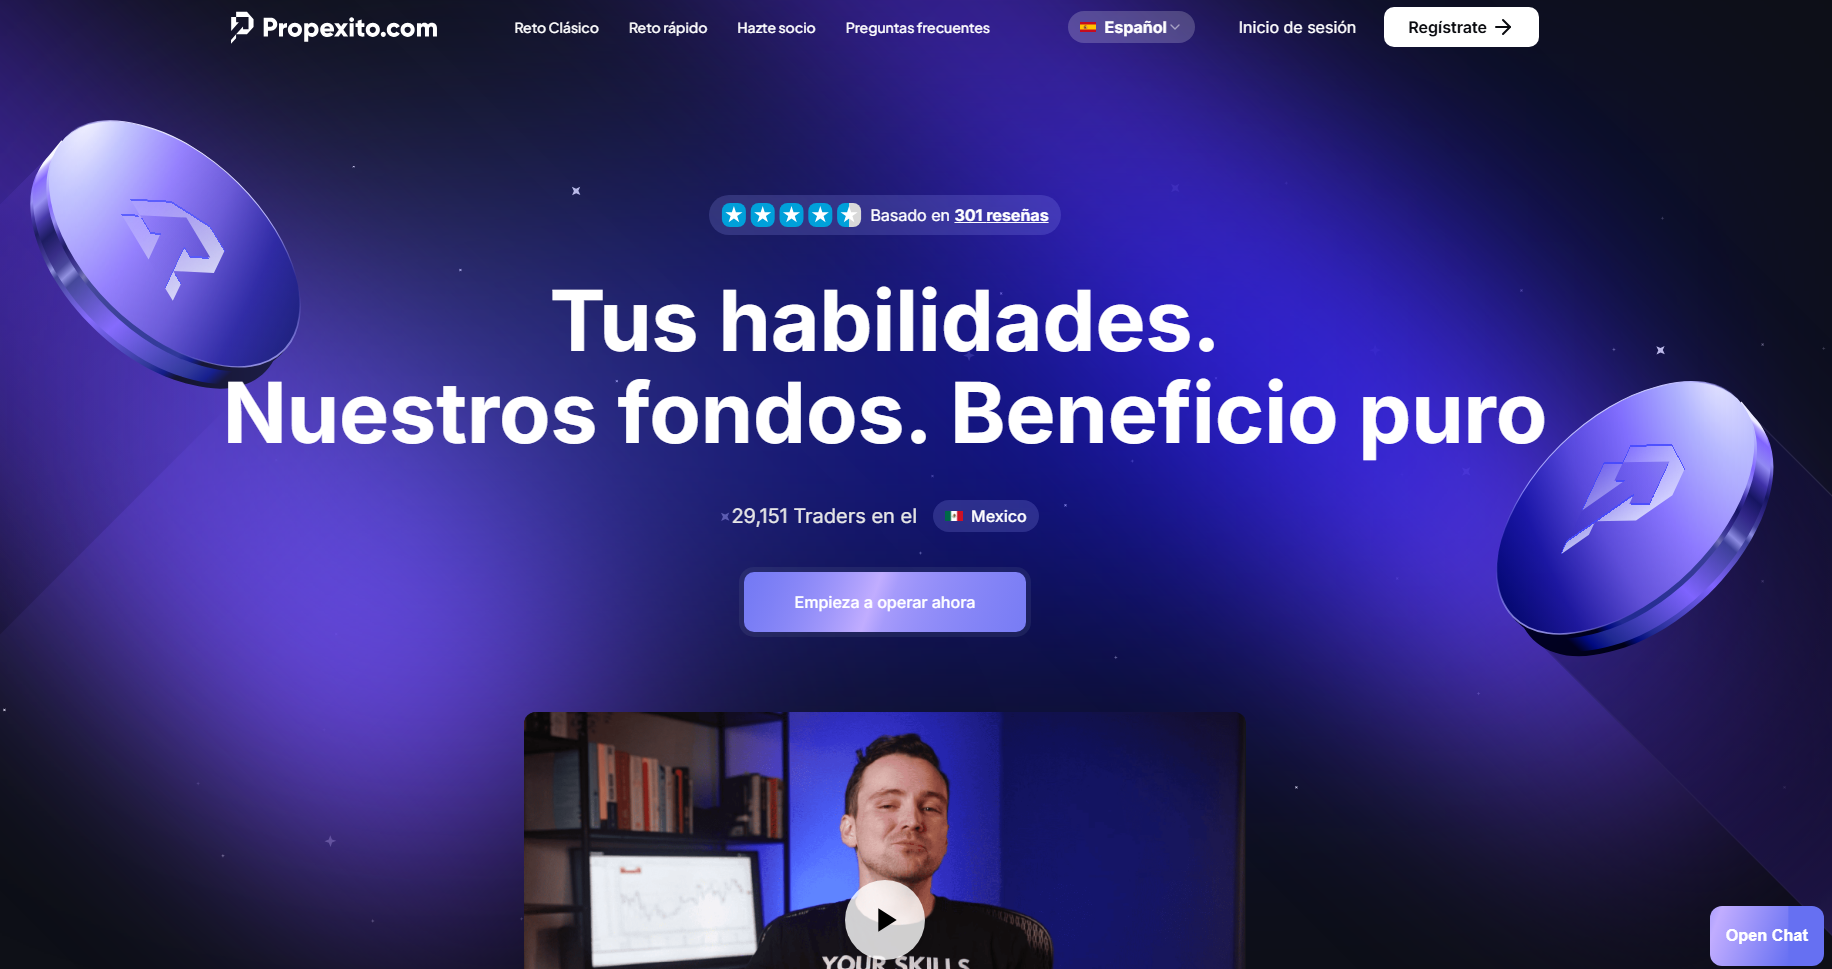 Propexito.com
Reto Clásico
Reto rápido
Hazte socio
Preguntas frecuentes
Español
Inicio de sesión
Regístrate
Basado en 301 reseñas
Tus habilidades.
Nuestros fondos. Beneficio puro
29,151 Traders en el Mexico
Empieza a operar ahora
YOUR SKILLS
Open Chat